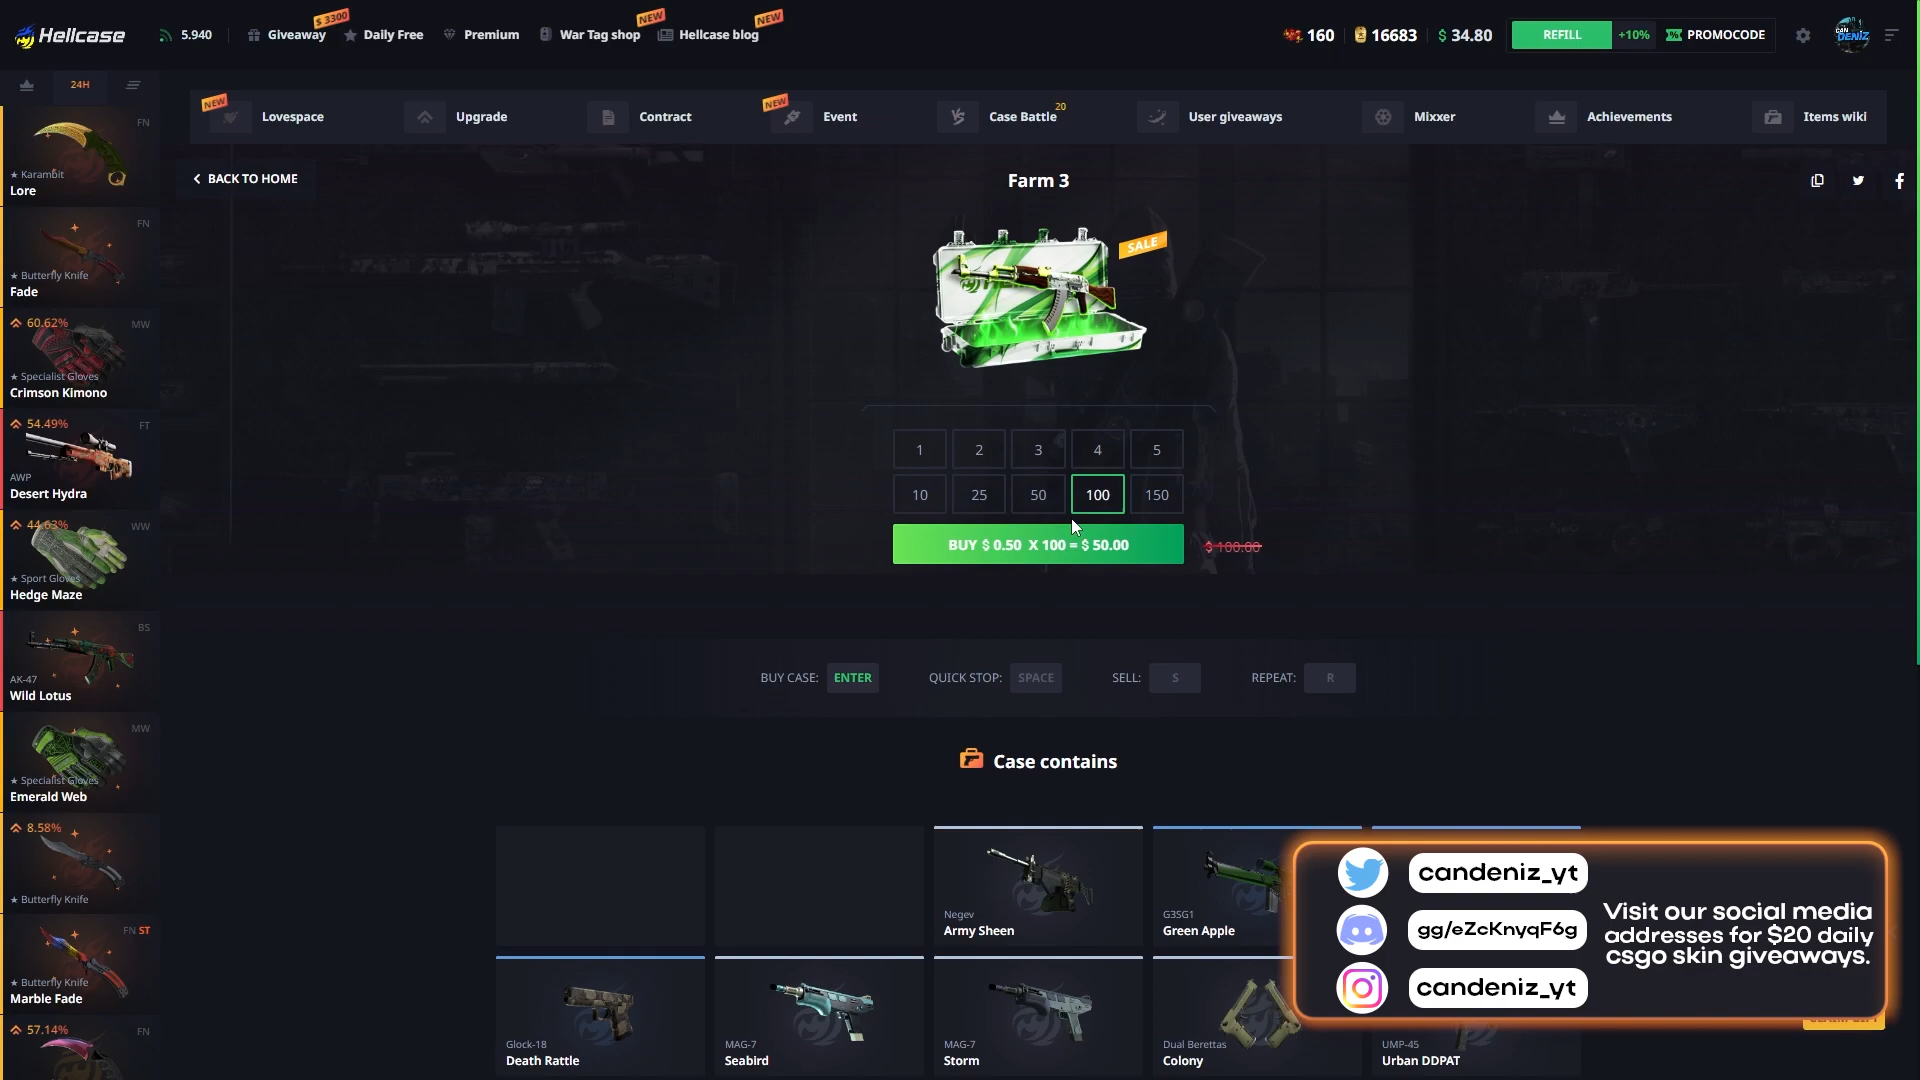 Hellcase
5.940
Giveaway
$ 3300
Daily Free
Premium
War Tag shop
NEW
Hellcase blog
NEW
160
16683
$ 34.80
REFILL
+10%
PROMOCODE
24H
NEW
Lovespace
Upgrade
Contract
NEW
Event
Case Battle
20
User giveaways
Mixxer
Achievements
Items wiki
BACK TO HOME
Farm 3
SALE
FN
★ Karambit
Lore
FN
★ Butterfly Knife
Fade
60.62%
MW
★ Specialist Gloves
Crimson Kimono
54.49%
FT
AWP
Desert Hydra
44.63%
WW
★ Sport Gloves
Hedge Maze
BS
AK-47
Wild Lotus
MW
★ Specialist Gloves
Emerald Web
8.58%
★ Butterfly Knife
FN ST
★ Butterfly Knife
Marble Fade
57.14%
FN
1 2 3 4 5
10 25 50 100 150
BUY $ 0.50 X 100 = $ 50.00
$ 100.00
BUY CASE: ENTER
QUICK STOP: SPACE
SELL: S
REPEAT: R
Case contains
Negev
Army Sheen
G3SG1
Green Apple
Glock-18
Death Rattle
MAG-7
Seabird
MAG-7
Storm
Dual Berettas
Colony
UMP-45
Urban DDPAT
candeniz_yt
gg/eZcKnyqF6g
candeniz_yt
Visit our social media
addresses for $20 daily
csgo skin giveaways.